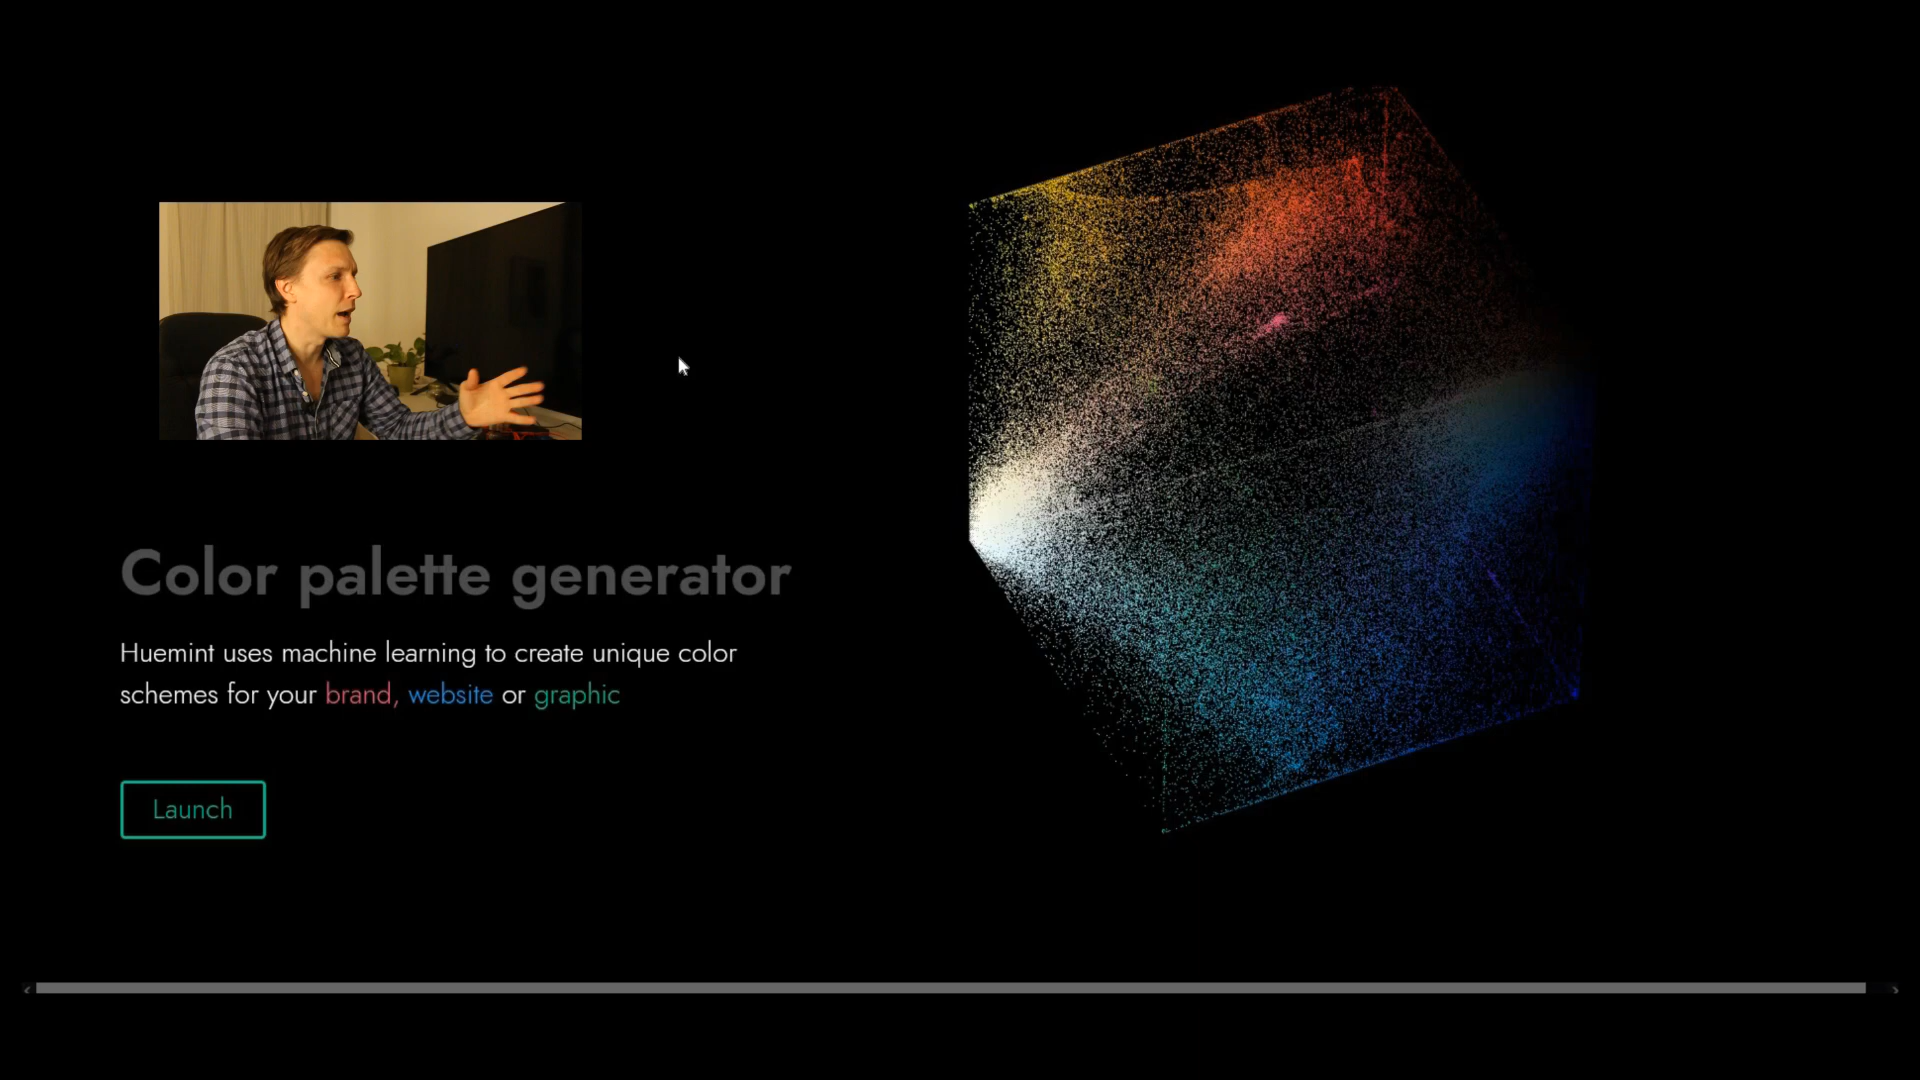 Color palette generator
Huemint uses machine learning to create unique color
schemes for your brand, website or graphic
Launch